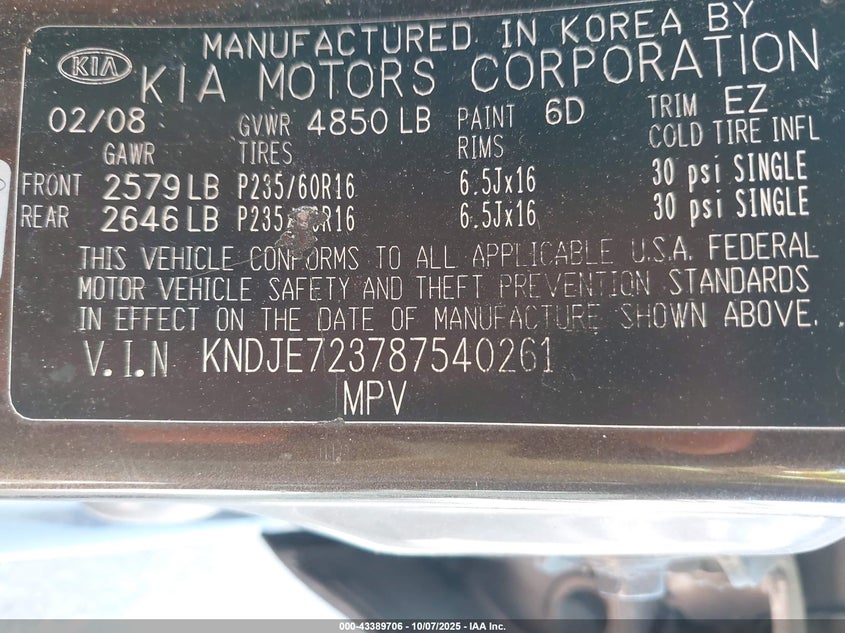 MANUFACTURED IN KOREA BY
KIA KIA MOTORS CORPORATION
02/08 GVWR 4850 LB PAINT 6D TRIM EZ
GAWR TIRES RIMS COLD TIRE INFL
FRONT 2579 LB P235/60R16 6.5Jx16 30 psi SINGLE
REAR 2646 LB 6.5Jx16 30 psi SINGLE
THIS VEHICLE CONFORMS TO ALL APPLICABLE U.S.A. FEDERAL
MOTOR VEHICLE SAFETY AND THEFT PREVENTION STANDARDS
IN EFFECT ON THE DATE OF MANUFACTURE SHOWN ABOVE.
V.I.N KNDJE723787540261
MPV
000-43389706 - 10/07/2025 - IAA Inc.